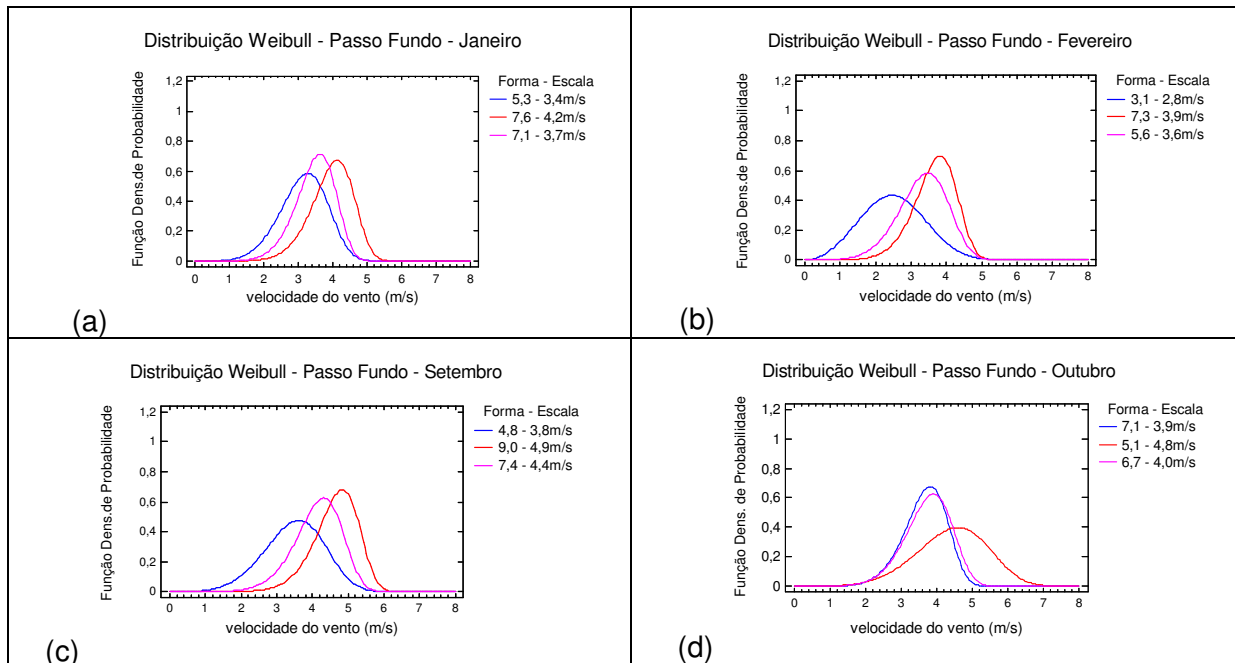 Distribuição Weibull - Passo Fundo - Janeiro
Função Dens.de Probabilidade
1,2
1
0,8
0,6
0,4
0,2
0
0 1 2 3 4 5 6 7 8
velocidade do vento (m/s)
Forma - Escala
5,3 - 3,4m/s
7,6 - 4,2m/s
7,1 - 3,7m/s
(a)
Distribuição Weibull - Passo Fundo - Fevereiro
Função Dens.de Probabilidade
1,2
1
0,8
0,6
0,4
0,2
0
0 1 2 3 4 5 6 7 8
velocidade do vento (m/s)
Forma - Escala
3,1 - 2,8m/s
7,3 - 3,9m/s
5,6 - 3,6m/s
(b)
Distribuição Weibull - Passo Fundo - Setembro
Função Dens.de Probabilidade
1,2
1
0,8
0,6
0,4
0,2
0
0 1 2 3 4 5 6 7 8
velocidade do vento (m/s)
Forma - Escala
4,8 - 3,8m/s
9,0 - 4,9m/s
7,4 - 4,4m/s
(c)
Distribuição Weibull - Passo Fundo - Outubro
Função Dens. de Probabilidade
1,2
1
0,8
0,6
0,4
0,2
0
0 1 2 3 4 5 6 7 8
velocidade do vento (m/s)
Forma - Escala
7,1 - 3,9m/s
5,1 - 4,8m/s
6,7 - 4,0m/s
(d)